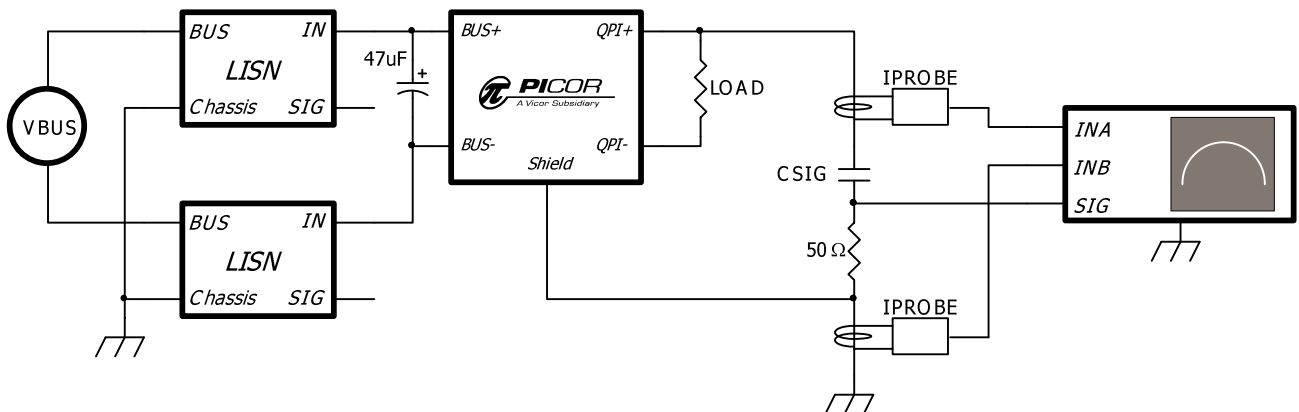 VBUS
BUS
IN
LISN
Chassis
SIG
BUS
IN
LISN
Chassis
SIG
47uF
+
BUS+
QPI+
π PICOR
A Vicor Subsidiary
BUS-
QPI-
Shield
LOAD
IPROBE
CSIG
50 Ω
IPROBE
INA
INB
SIG